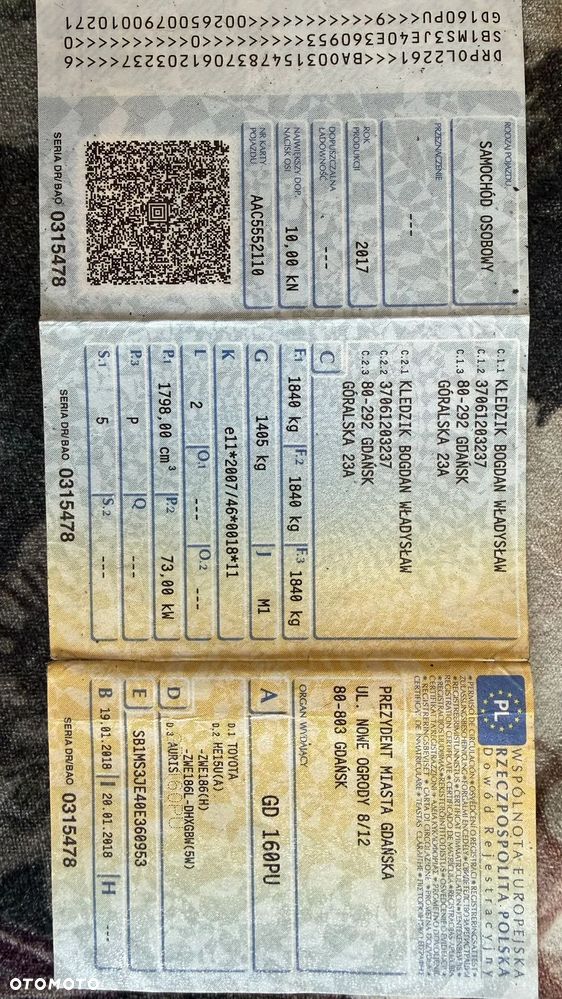 WSPÓLNOTA EUROPEJSKA
RZECZPOSPOLITA POLSKA
Dowód Rejestracyjny
PL
ORGAN WYDAJĄCY
PREZYDENT MIASTA GDAŃSKA
UL. NOWE OGRODY 8/12
80-803 GDAŃSK
A
GD 160PU
D
D.1 TOYOTA
D.2 HE15U(A)
-ZWE186(H)
-ZWE186L-DHXGBW(5W)
D.3 AURIS
E
SB1MS3JE40E360953
B 19.01.2018 I 20.01.2018 H ---
SERIA DR/BAO 0315478
C.1.1 KLEDZIK BOGDAN WŁADYSŁAW
C.1.2 37061203237
C.1.3 80-292 GDAŃSK
GÓRALSKA 23A
C.2.1 KLEDZIK BOGDAN WŁADYSŁAW
C.2.2 37061203237
C.2.3 80-292 GDAŃSK
GÓRALSKA 23A
C
F.1 1840 kg F.2 1840 kg F.3 1840 kg
G 1405 kg J M1
K e11*2007/46*0018*11
L 2 O.1 --- O.2 ---
P.1 1798,00 cm³ P.2 73,00 kW
P.3 P Q ---
S.1 5 S.2 ---
SERIA DR/BAO 0315478
RODZAJ POJAZDU
SAMOCHÓD OSOBOWY
PRZEZNACZENIE
---
ROK PRODUKCJI 2017
DOPUSZCZALNA ŁADOWNOŚĆ ---
NAJWIĘKSZY DOP. NACISK OSI 10,00 kN
NR KARTY POJAZDU AAC5552110
SERIA DR/BAO 0315478
DRPOL2261<<BA0031547837061203237<<<<6
SB1MS3JE40E360953<0<<<<<<<<<<<<<<<<<0
GD160PU<<<9<<<<<0002650079001 0271
OTOMOTO